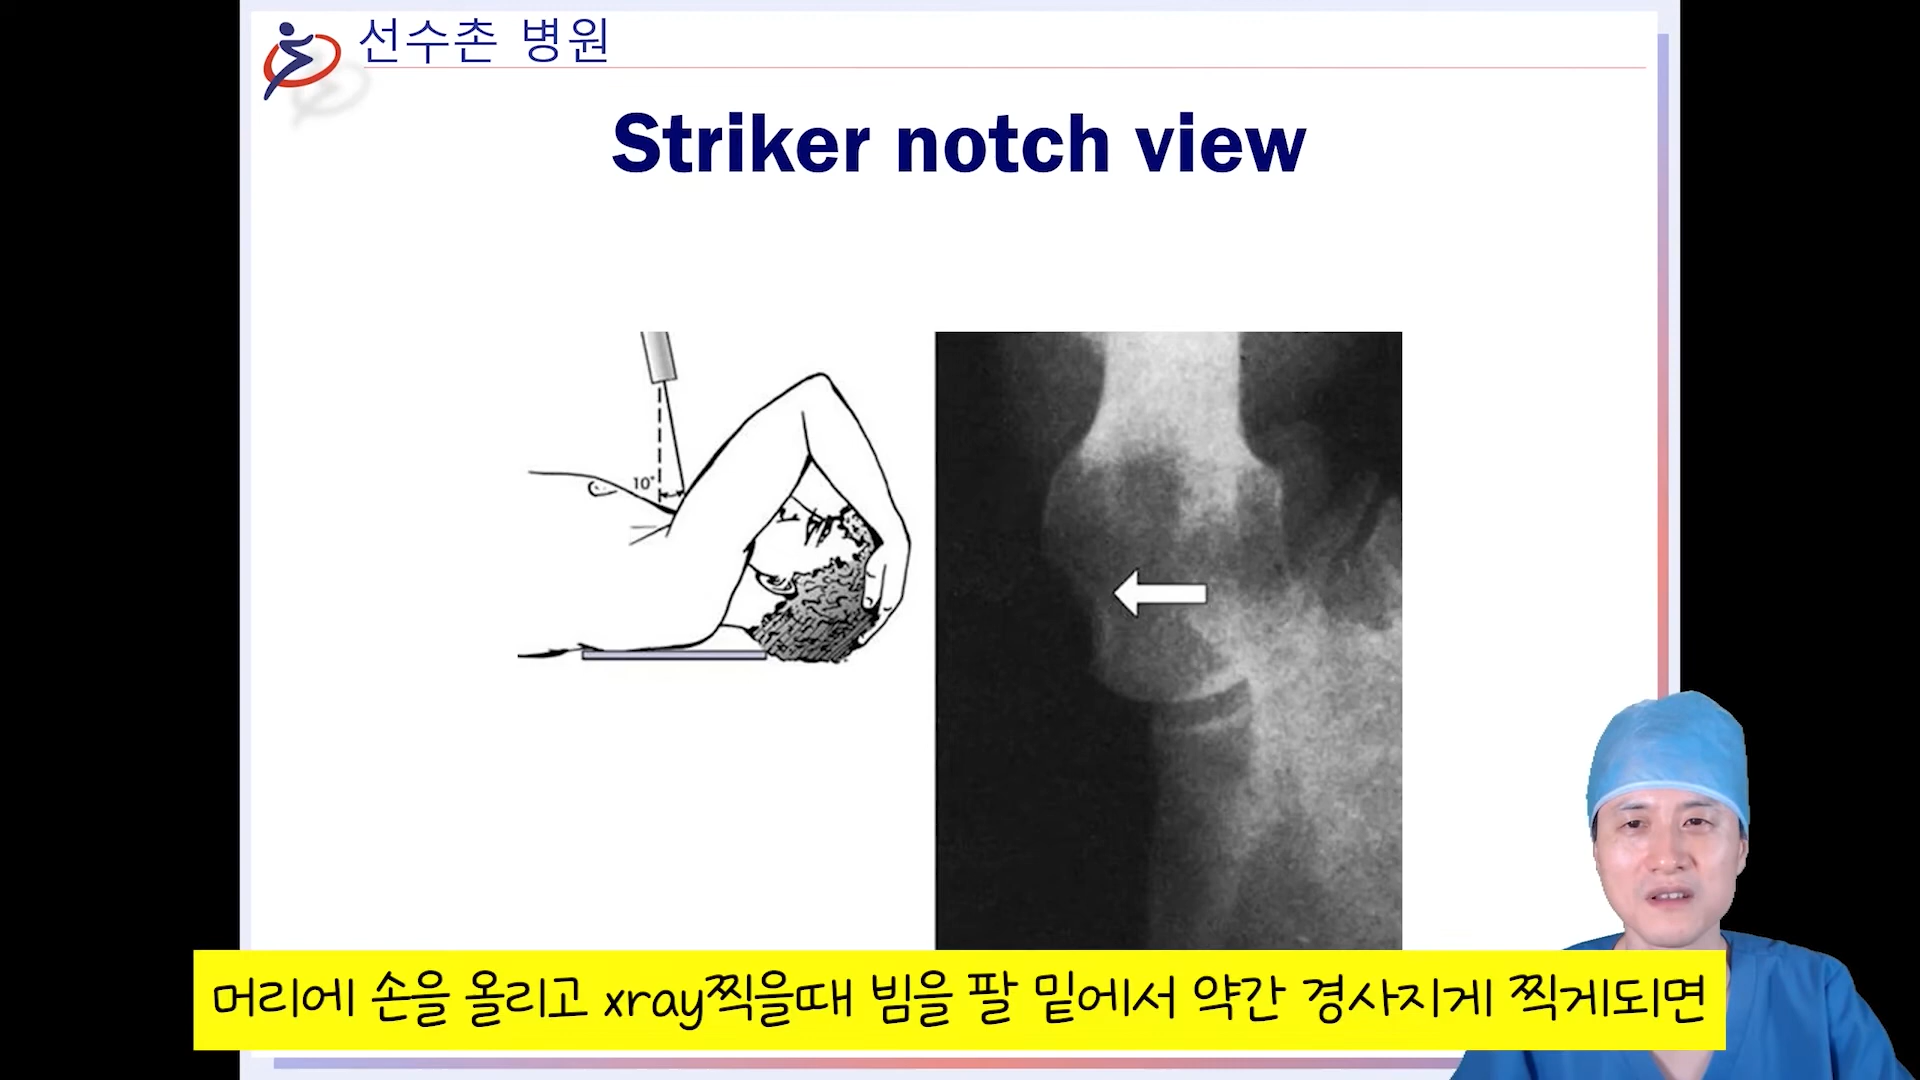 선수촌 병원
Striker notch view
10°
머리에 손을 올리고 xray찍을때 빔을 팔 밑에서 약간 경사지게 찍게되면